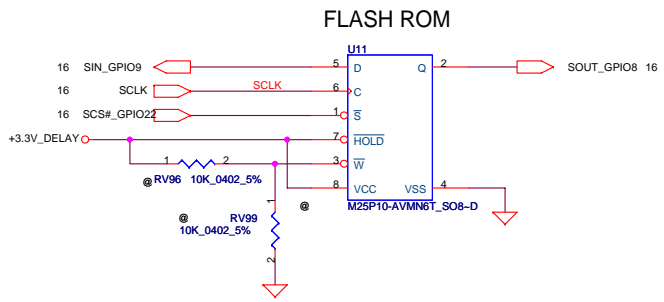 FLASH ROM
U11
16 SIN_GPIO9 5 D Q 2 SOUT_GPIO8 16
16 SCLK SCLK 6 C
16 SCS#_GPIO22 1 S
+3.3V_DELAY 7 HOLD
1 2 3 W
@ RV96 10K_0402_5% 8 VCC VSS 4
1 @ M25P10-AVMN6T_SO8~D
@ RV99
10K_0402_5%
2